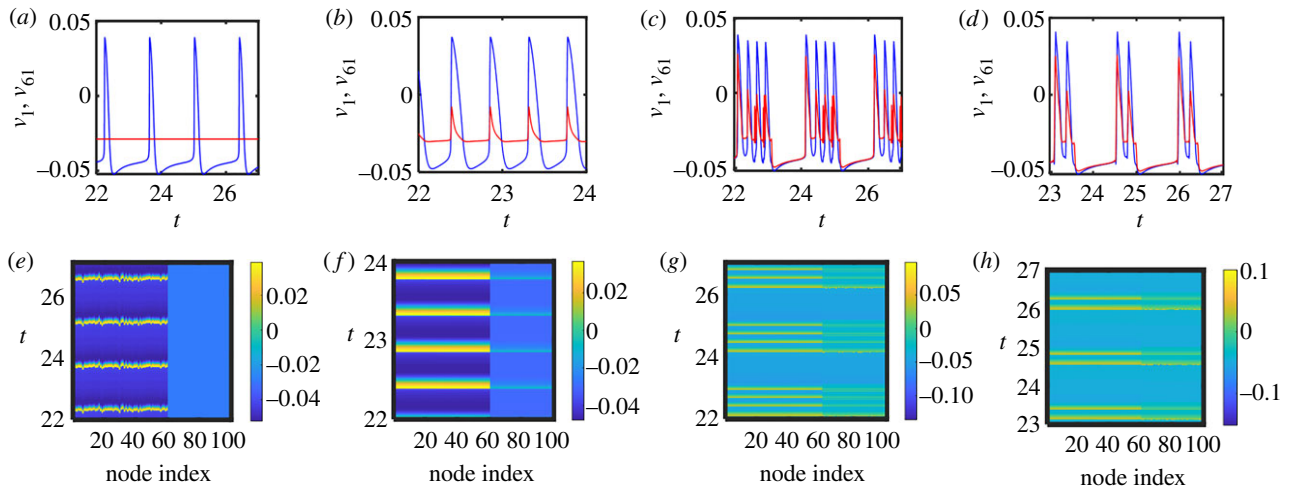 (a) (b) (c) (d)
0.05 0.05 0.05 0.05
v1, v61 v1, v61 v1, v61 v1, v61
0 0 0 0
−0.05 −0.05 −0.05 −0.05
22 24 26 22 23 24 22 24 26 23 24 25 26 27
t t t t
(e) (f) (g) (h)
26 24 26 27
t 24 23 t 24 26
22 22 22 t 25
24
23
0.02 0.02 0.05 0.1
0 0 0 0
−0.02 −0.02 −0.05 −0.1
−0.04 −0.04 −0.10
20 40 60 80 100 20 40 60 80 100 20 40 60 80 100 20 40 60 80 100
node index node index node index node index